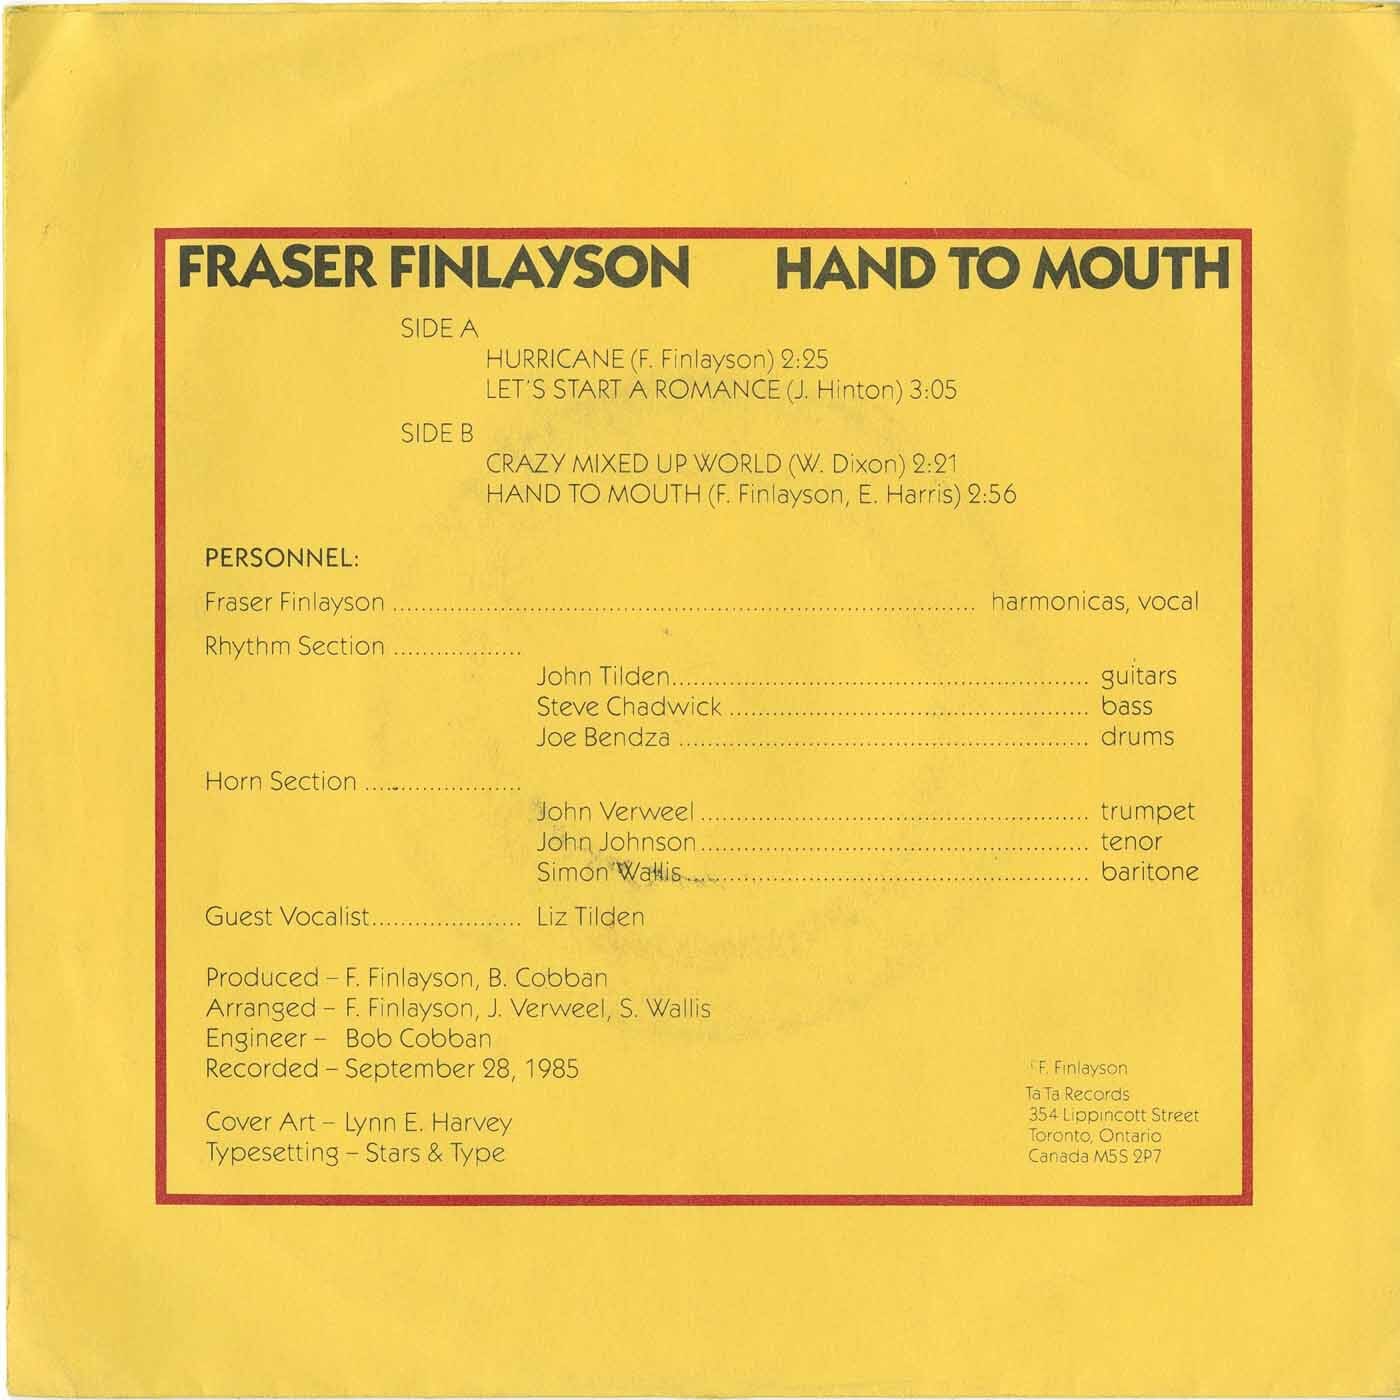 FRASER FINLAYSON HAND TO MOUTH
SIDE A
HURRICANE (F. Finlayson) 2:25
LET'S START A ROMANCE (J. Hinton) 3:05
SIDE B
CRAZY MIXED UP WORLD (W. Dixon) 2:21
HAND TO MOUTH (F. Finlayson, E. Harris) 2:56
PERSONNEL:
Fraser Finlayson ........................ harmonicas, vocal
Rhythm Section ..................
John Tilden........................ guitars
Steve Chadwick ........................ bass
Joe Bendza ........................ drums
Horn Section ......................
John Verweel ........................ trumpet
John Johnson ........................ tenor
Simon Wallis ........................ baritone
Guest Vocalist..................... Liz Tilden
Produced – F. Finlayson, B. Cobban
Arranged – F. Finlayson, J. Verweel, S. Wallis
Engineer – Bob Cobban
Recorded – September 28, 1985
Cover Art – Lynn E. Harvey
Typesetting – Stars & Type
F. Finlayson
Ta Ta Records
354 Lippincott Street
Toronto, Ontario
Canada M5S 2P7